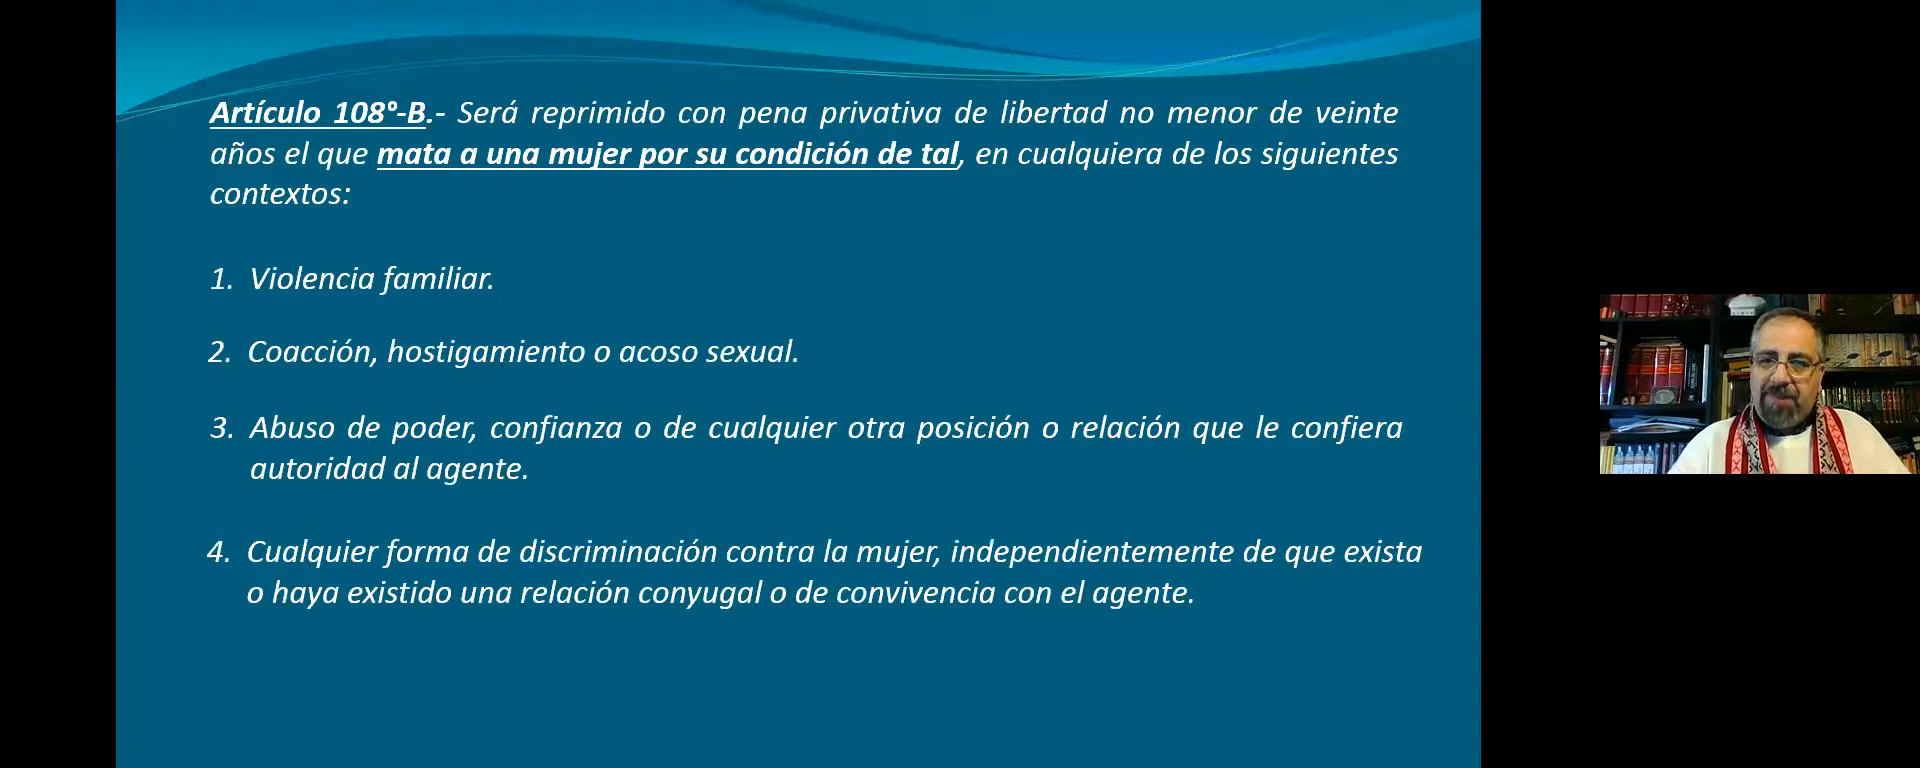 Artículo 108°-B.- Será reprimido con pena privativa de libertad no menor de veinte
años el que mata a una mujer por su condición de tal, en cualquiera de los siguientes
contextos:
1. Violencia familiar.
2. Coacción, hostigamiento o acoso sexual.
3. Abuso de poder, confianza o de cualquier otra posición o relación que le confiera
autoridad al agente.
4. Cualquier forma de discriminación contra la mujer, independientemente de que exista
o haya existido una relación conyugal o de convivencia con el agente.